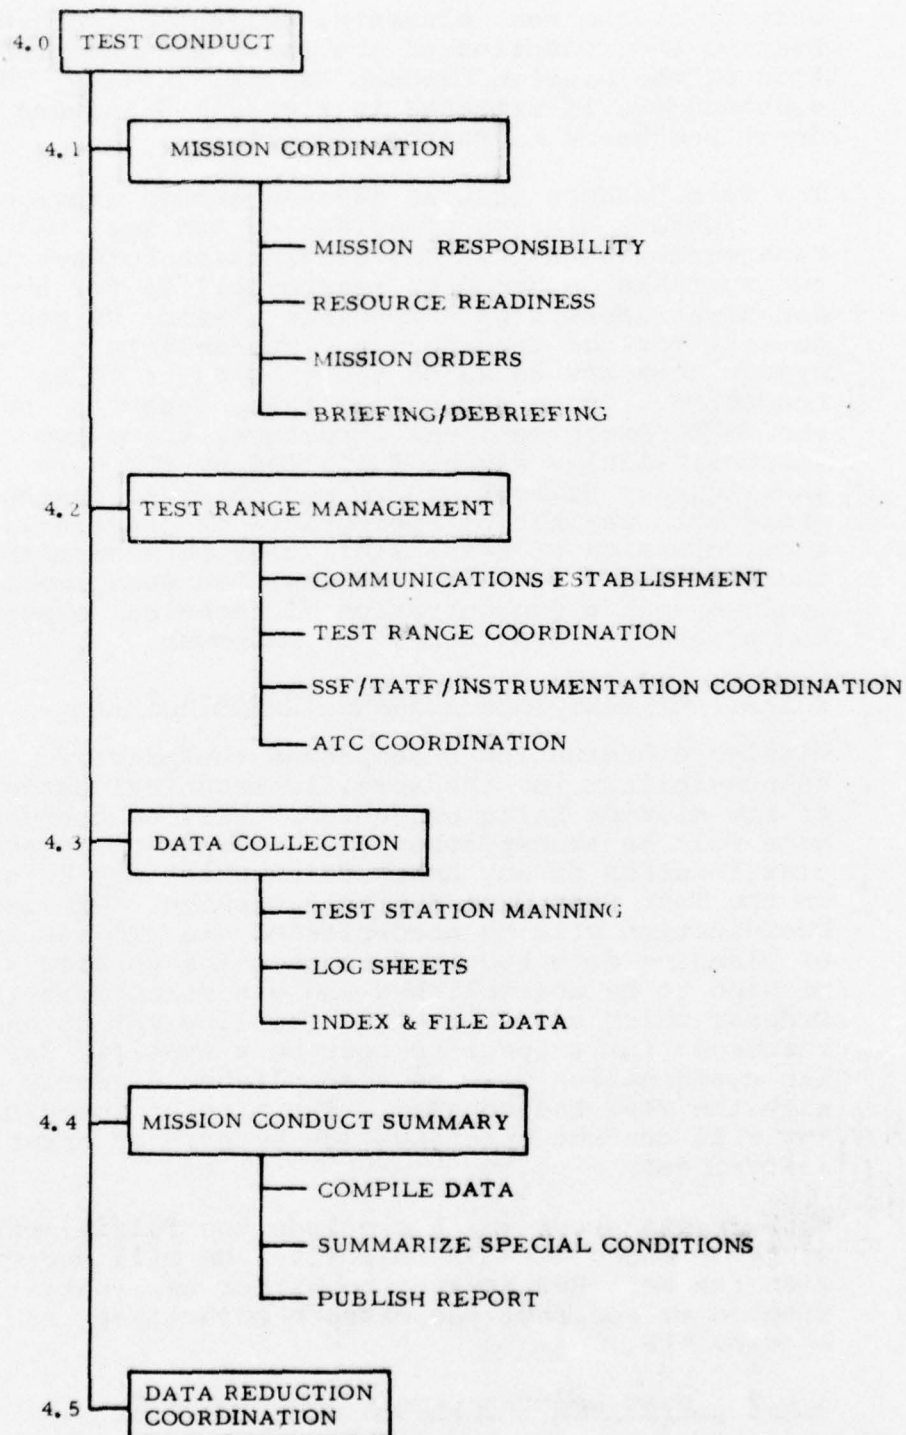 4.0 TEST CONDUCT
4.1 MISSION CORDINATION
MISSION RESPONSIBILITY
RESOURCE READINESS
MISSION ORDERS
BRIEFING/DEBRIEFING
4.2 TEST RANGE MANAGEMENT
COMMUNICATIONS ESTABLISHMENT
TEST RANGE COORDINATION
SSF/TATF/INSTRUMENTATION COORDINATION
ATC COORDINATION
4.3 DATA COLLECTION
TEST STATION MANNING
LOG SHEETS
INDEX & FILE DATA
4.4 MISSION CONDUCT SUMMARY
COMPILE DATA
SUMMARIZE SPECIAL CONDITIONS
PUBLISH REPORT
4.5 DATA REDUCTION
COORDINATION